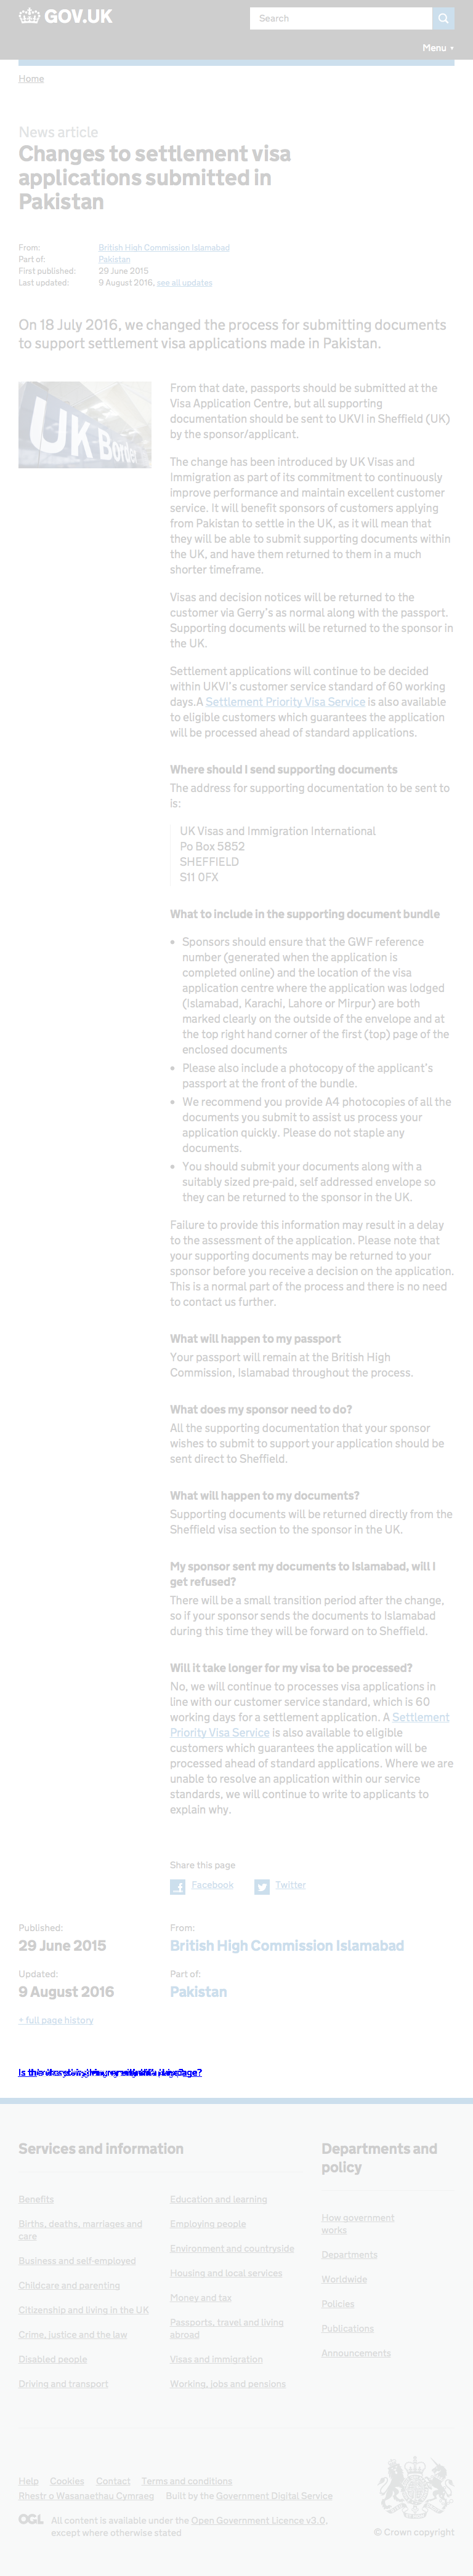 GOV.UK
Search
Menu ▼
Home
News article
Changes to settlement visa
applications submitted in
Pakistan
From: British High Commission Islamabad
Part of: Pakistan
First published: 29 June 2015
Last updated: 9 August 2016, see all updates
On 18 July 2016, we changed the process for submitting documents
to support settlement visa applications made in Pakistan.
UK Border
From that date, passports should be submitted at the
Visa Application Centre, but all supporting
documentation should be sent to UKVI in Sheffield (UK)
by the sponsor/applicant.
The change has been introduced by UK Visas and
Immigration as part of its commitment to continuously
improve performance and maintain excellent customer
service. It will benefit sponsors of customers applying
from Pakistan to settle in the UK, as it will mean that
they will be able to submit supporting documents within
the UK, and have them returned to them in a much
shorter timeframe.
Visas and decision notices will be returned to the
customer via Gerry's as normal along with the passport.
Supporting documents will be returned to the sponsor in
the UK.
Settlement applications will continue to be decided
within UKVI's customer service standard of 60 working
days.A Settlement Priority Visa Service is also available
to eligible customers which guarantees the application
will be processed ahead of standard applications.
Where should I send supporting documents
The address for supporting documentation to be sent to
is:
UK Visas and Immigration International
Po Box 5852
SHEFFIELD
S11 0FX
What to include in the supporting document bundle
• Sponsors should ensure that the GWF reference
number (generated when the application is
completed online) and the location of the visa
application centre where the application was lodged
(Islamabad, Karachi, Lahore or Mirpur) are both
marked clearly on the outside of the envelope and at
the top right hand corner of the first (top) page of the
enclosed documents
• Please also include a photocopy of the applicant's
passport at the front of the bundle.
• We recommend you provide A4 photocopies of all the
documents you submit to assist us process your
application quickly. Please do not staple any
documents.
• You should submit your documents along with a
suitably sized pre-paid, self addressed envelope so
they can be returned to the sponsor in the UK.
Failure to provide this information may result in a delay
to the assessment of the application. Please note that
your supporting documents may be returned to your
sponsor before you receive a decision on the application.
This is a normal part of the process and there is no need
to contact us further.
What will happen to my passport
Your passport will remain at the British High
Commission, Islamabad throughout the process.
What does my sponsor need to do?
All the supporting documentation that your sponsor
wishes to submit to support your application should be
sent direct to Sheffield.
What will happen to my documents?
Supporting documents will be returned directly from the
Sheffield visa section to the sponsor in the UK.
My sponsor sent my documents to Islamabad, will I
get refused?
There will be a small transition period after the change,
so if your sponsor sends the documents to Islamabad
during this time they will be forward on to Sheffield.
Will it take longer for my visa to be processed?
No, we will continue to processes visa applications in
line with our customer service standard, which is 60
working days for a settlement application. A Settlement
Priority Visa Service is also available to eligible
customers which guarantees the application will be
processed ahead of standard applications. Where we are
unable to resolve an application within our service
standards, we will continue to write to applicants to
explain why.
Share this page
Facebook Twitter
Published: From:
29 June 2015 British High Commission Islamabad
Updated: Part of:
9 August 2016 Pakistan
+ full page history
page?
Services and information
Benefits
Births, deaths, marriages and
care
Business and self-employed
Childcare and parenting
Citizenship and living in the UK
Crime, justice and the law
Disabled people
Driving and transport
Education and learning
Employing people
Environment and countryside
Housing and local services
Money and tax
Passports, travel and living
abroad
Visas and immigration
Working, jobs and pensions
Departments and
policy
How government
works
Departments
Worldwide
Policies
Publications
Announcements
Help Cookies Contact Terms and conditions
Rhestr o Wasanaethau Cymraeg Built by the Government Digital Service
OGL All content is available under the Open Government Licence v3.0,
except where otherwise stated
© Crown copyright